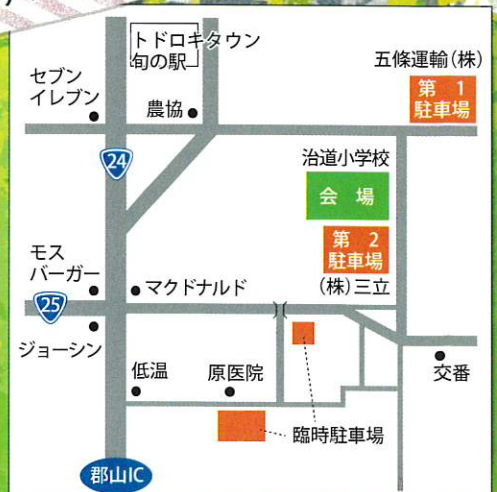 トドロキタウン
旬の駅
五條運輸(株)
セブン
イレブン
農協
第 1
駐車場
24
治道小学校
会 場
第 2
駐車場
(株)三立
モス
バーガー
マクドナルド
25
ジョーシン
低温
原医院
交番
臨時駐車場
郡山IC